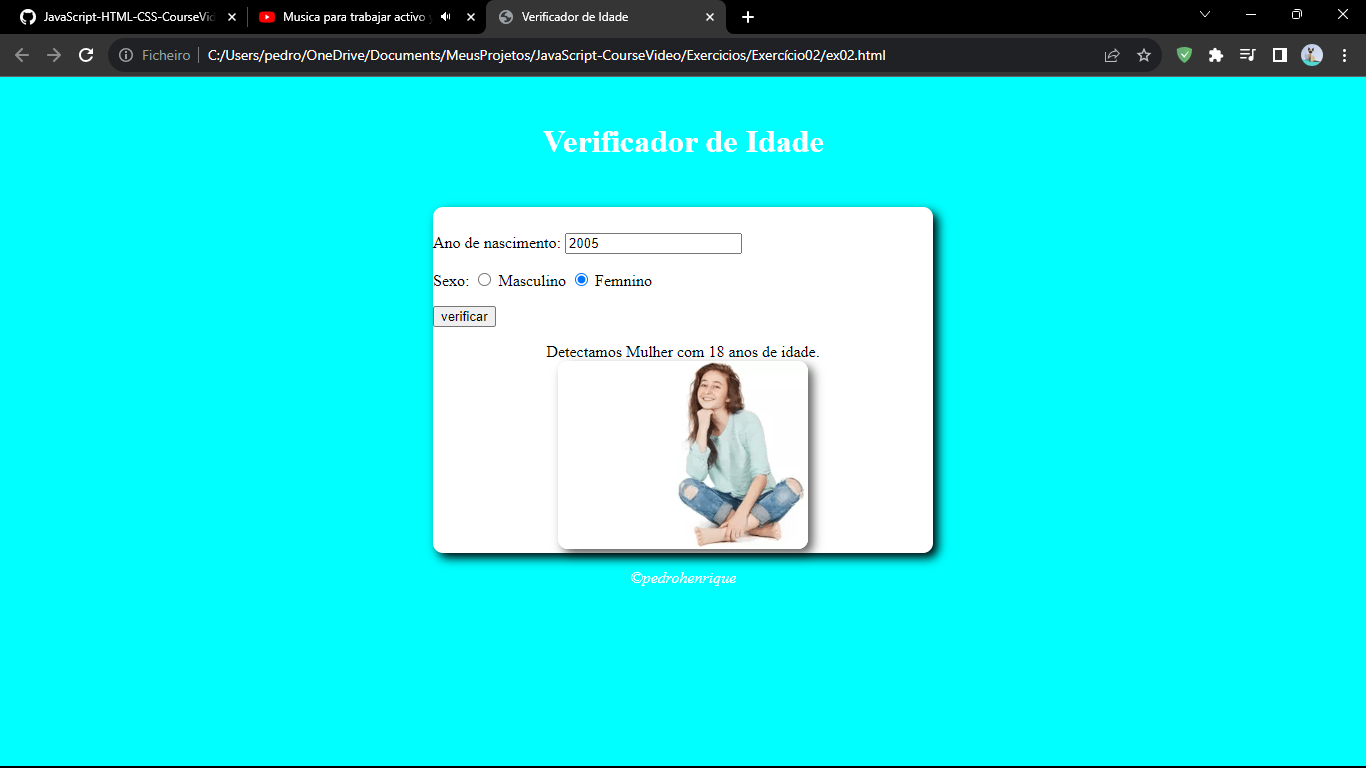 JavaScript-HTML-CSS-CourseVid
Musica para trabajar activo y
Verificador de Idade
Ficheiro
C:/Users/pedro/OneDrive/Documents/MeusProjetos/JavaScript-CourseVideo/Exercicios/Exercício02/ex02.html
Verificador de Idade
Ano de nascimento: 2005
Sexo: Masculino Femnino
verificar
Detectamos Mulher com 18 anos de idade.
©pedrohenrique